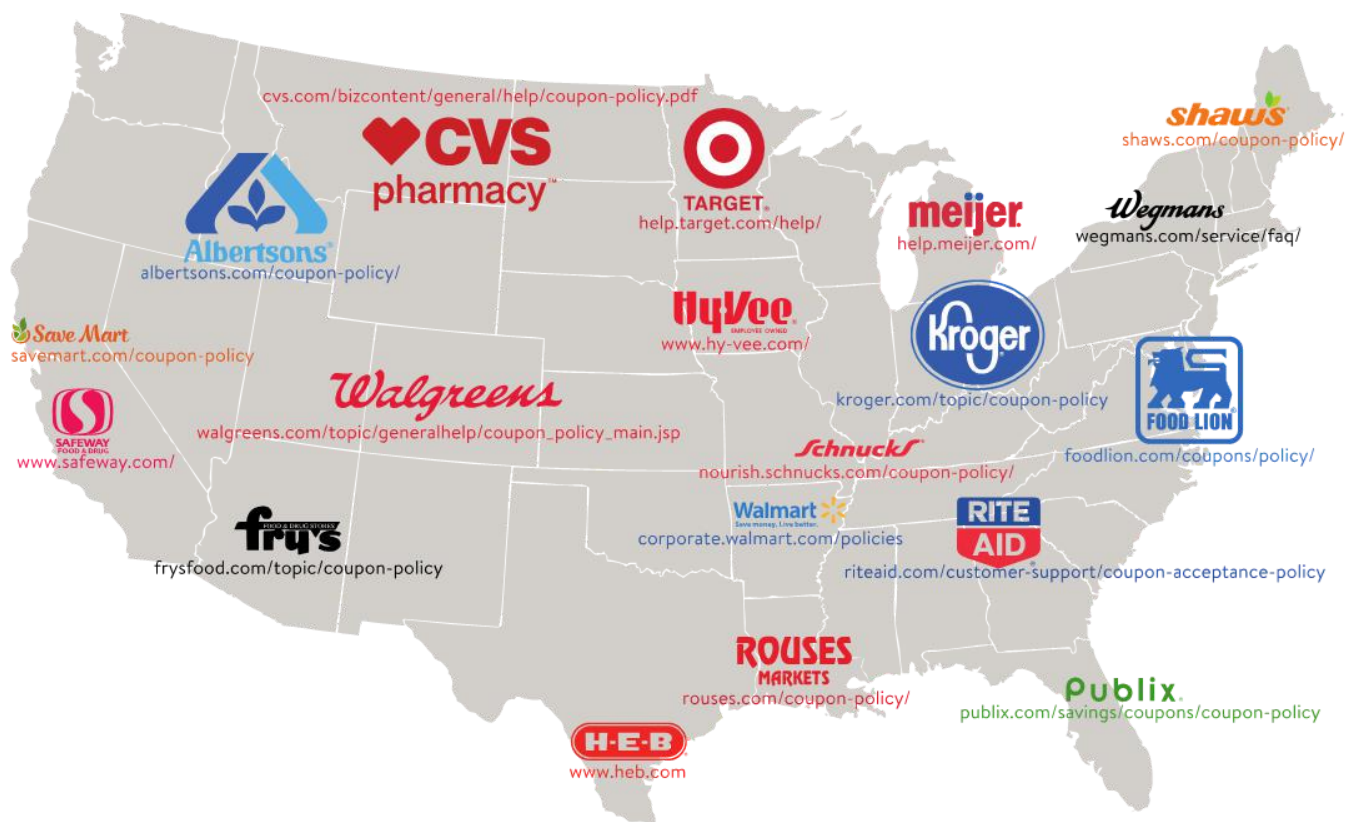 cvs.com/bizcontent/general/help/coupon-policy.pdf
CVS
pharmacy™
TARGET®
help.target.com/help/
shaw's
shaws.com/coupon-policy/
Albertsons®
albertsons.com/coupon-policy/
meijer®
help.meijer.com/
Wegmans
wegmans.com/service/faq/
HyVee®
EMPLOYEE OWNED
www.hy-vee.com/
Kroger®
kroger.com/topic/coupon-policy
Save Mart
savemart.com/coupon-policy
FOOD LION®
foodlion.com/coupons/policy/
Walgreens
walgreens.com/topic/generalhelp/coupon_policy_main.jsp
S
SAFEWAY
FOOD & DRUG
www.safeway.com/
Schnucks®
nourish.schnucks.com/coupon-policy/
Walmart
Save money. Live better.
corporate.walmart.com/policies
RITE
AID®
riteaid.com/customer-support/coupon-acceptance-policy
FOOD & DRUG STORES
fry's
frysfood.com/topic/coupon-policy
ROUSES
MARKETS
rouses.com/coupon-policy/
Publix®
publix.com/savings/coupons/coupon-policy
H-E-B®
www.heb.com